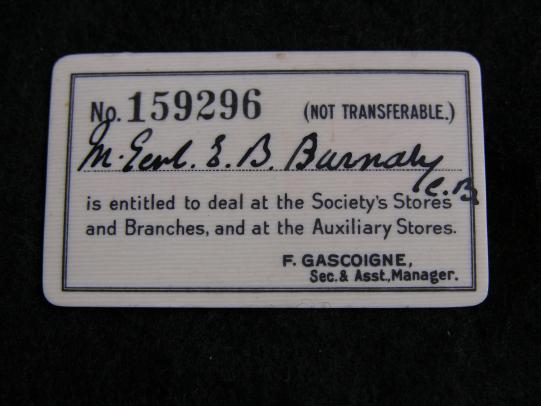 No. 159296 (NOT TRANSFERABLE.)
M. Genl. E. B. Burnaby
C.B.
is entitled to deal at the Society's Stores
and Branches, and at the Auxiliary Stores.
F. GASCOIGNE,
Sec. & Asst., Manager.